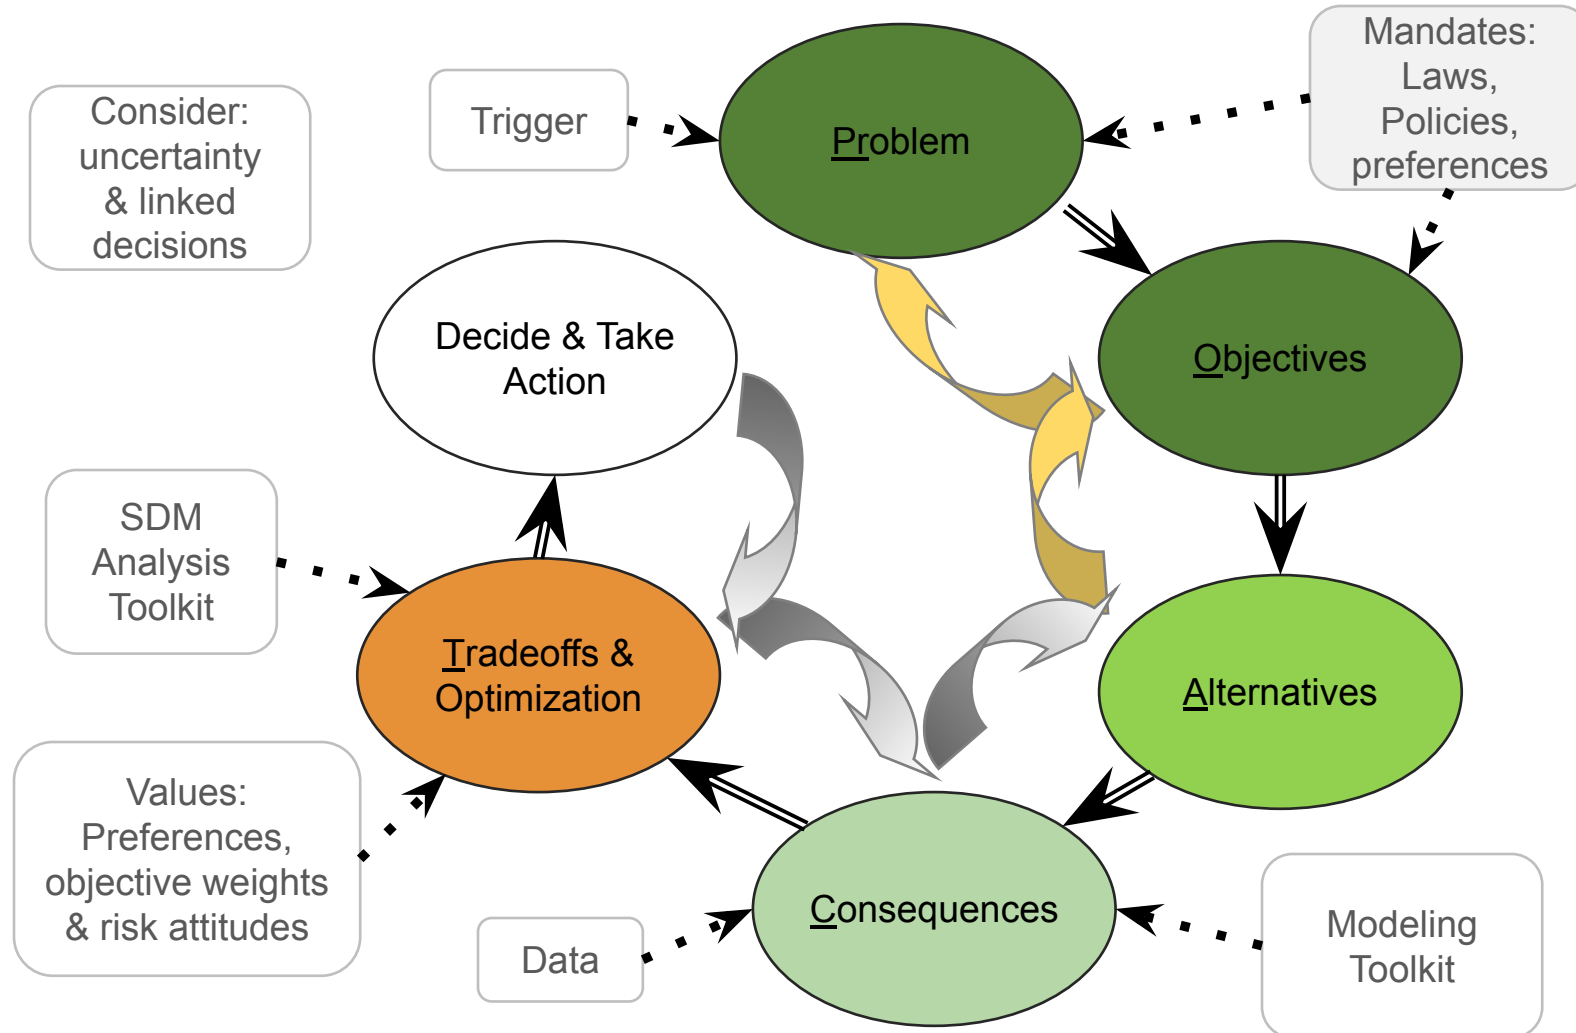 Consider:
uncertainty
& linked
decisions
Trigger
Problem
Mandates:
Laws,
Policies,
preferences
Decide & Take
Action
Objectives
SDM
Analysis
Toolkit
Tradeoffs &
Optimization
Alternatives
Values:
Preferences,
objective weights
& risk attitudes
Data
Consequences
Modeling
Toolkit